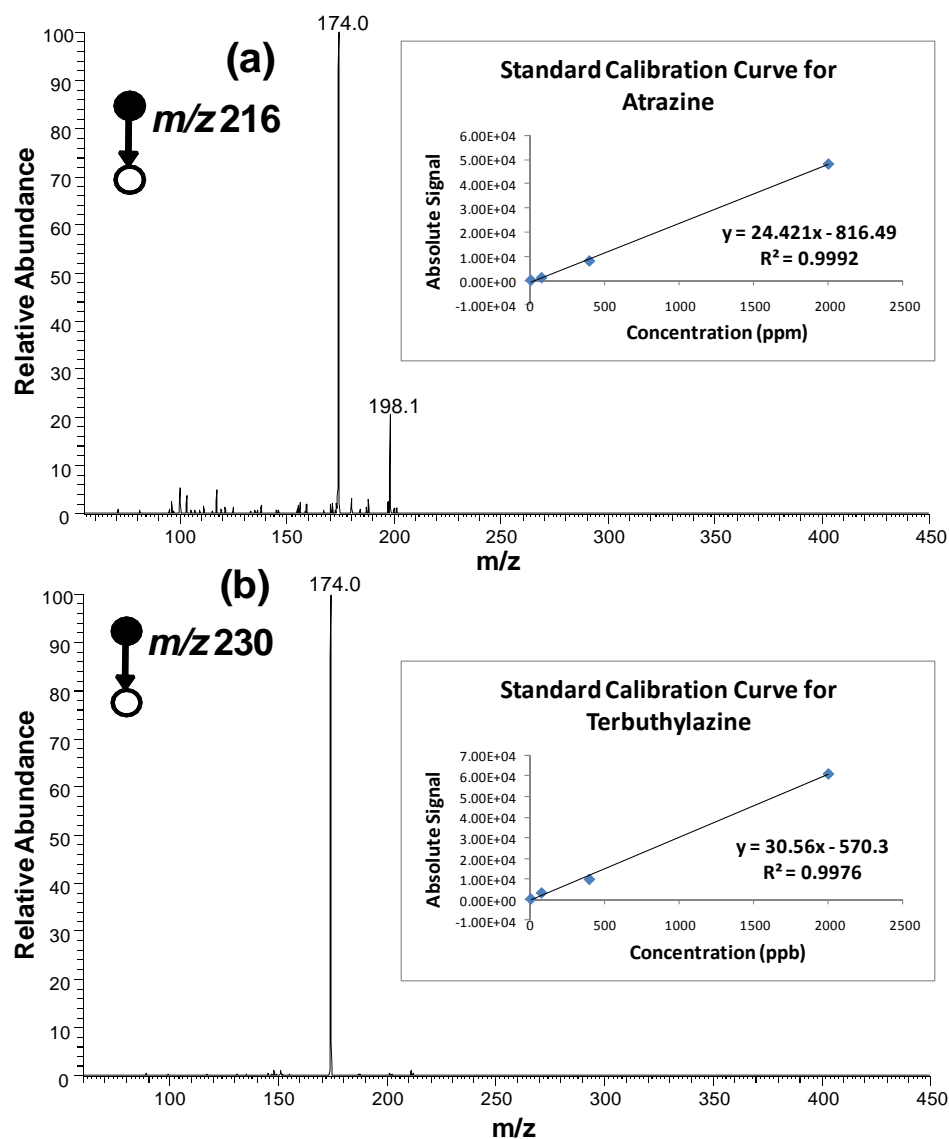 174.0
(a)
m/z 216
198.1
Relative Abundance
100
90
80
70
60
50
40
30
20
10
0
100 150 200 250 300 350 400 450
m/z
Standard Calibration Curve for
Atrazine
Absolute Signal
6.00E+04
5.00E+04
4.00E+04
3.00E+04
2.00E+04
1.00E+04
0.00E+00
-1.00E+04
0 500 1000 1500 2000 2500
y = 24.421x - 816.49
R² = 0.9992
Concentration (ppm)
174.0
(b)
m/z 230
Relative Abundance
100
90
80
70
60
50
40
30
20
10
0
100 150 200 250 300 350 400 450
m/z
Standard Calibration Curve for
Terbuthylazine
Absolute Signal
7.00E+04
6.00E+04
5.00E+04
4.00E+04
3.00E+04
2.00E+04
1.00E+04
0.00E+00
-1.00E+04
0 500 1000 1500 2000 2500
y = 30.56x - 570.3
R² = 0.9976
Concentration (ppb)